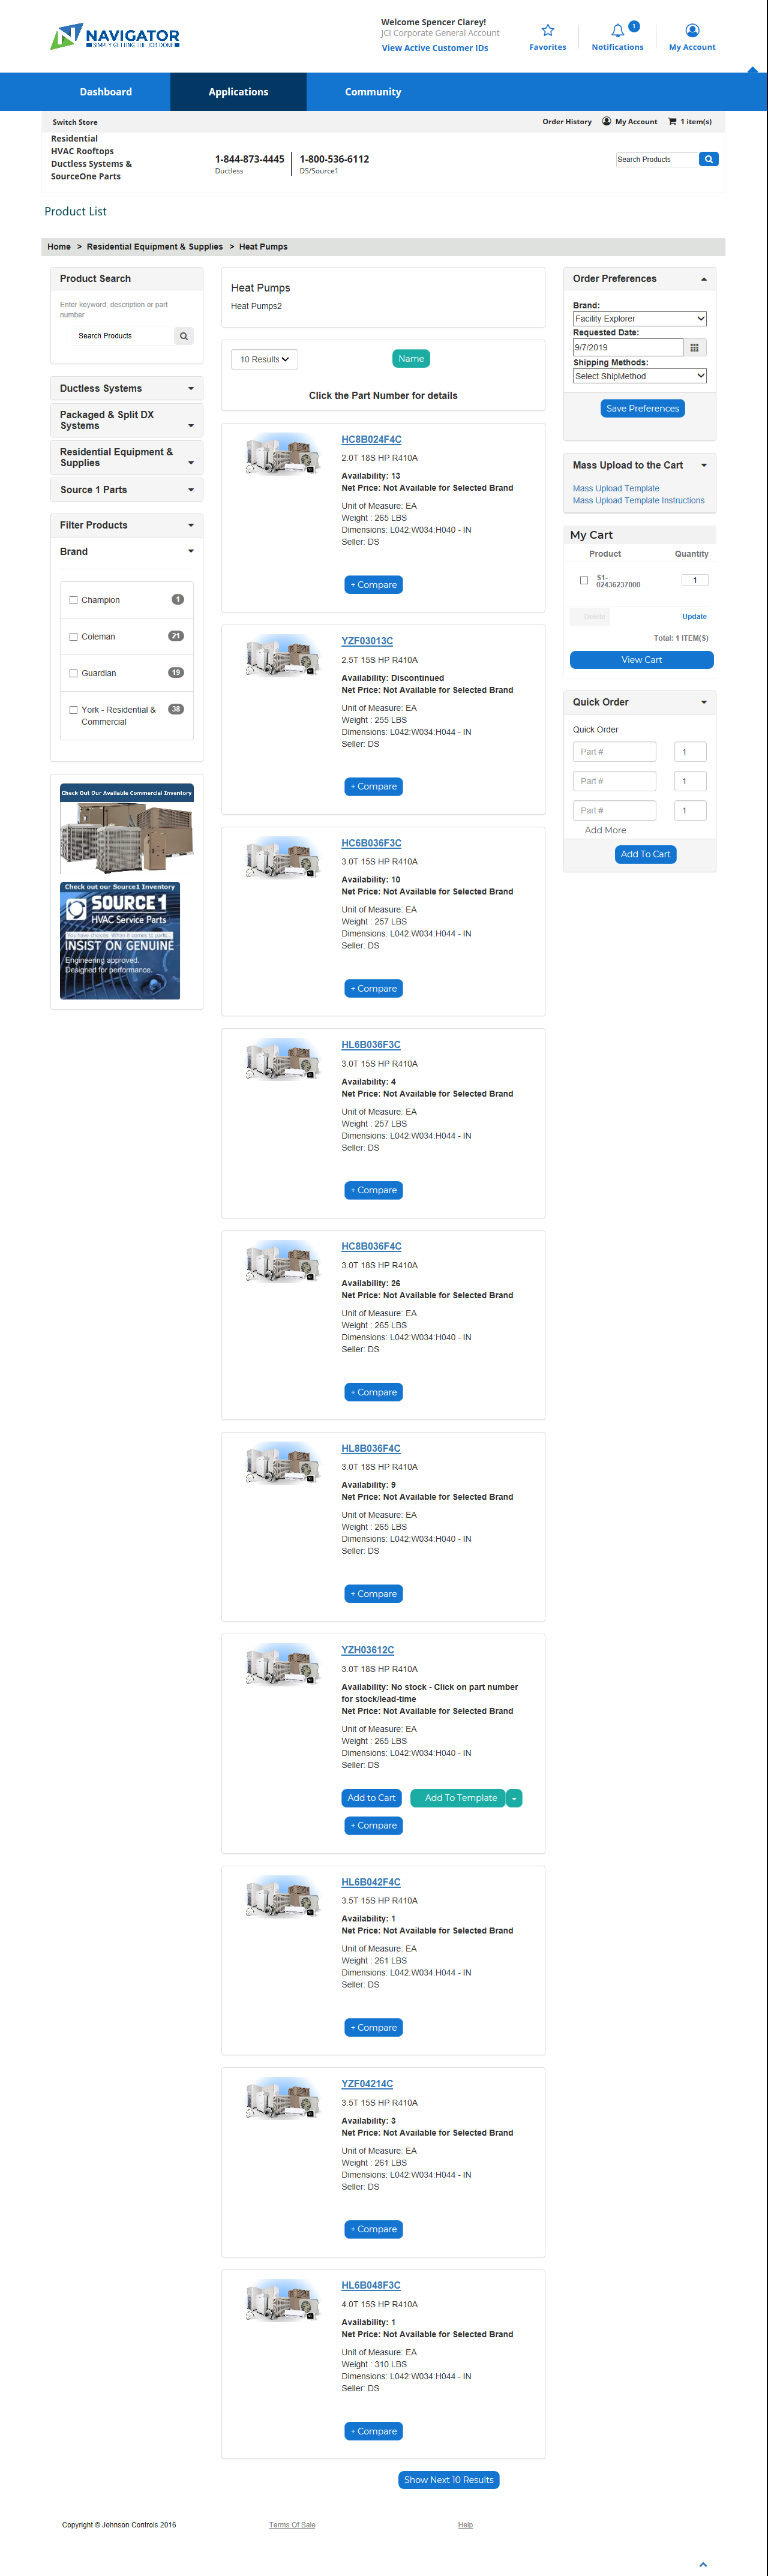 NAVIGATOR
SIMPLY GETTING THE JOB DONE
Welcome Spencer Clarey!
JCI Corporate General Account
View Active Customer IDs
Favorites
1
Notifications
My Account
Dashboard
Applications
Community
Switch Store
Order History
My Account
1 item(s)
Residential
HVAC Rooftops
Ductless Systems &
SourceOne Parts
1-844-873-4445
Ductless
1-800-536-6112
DS/Source1
Search Products
Product List
Home > Residential Equipment & Supplies > Heat Pumps
Product Search
Enter keyword, description or part
number
Search Products
Ductless Systems
Packaged & Split DX
Systems
Residential Equipment &
Supplies
Source 1 Parts
Filter Products
Brand
Champion 1
Coleman 21
Guardian 19
York - Residential & 38
Commercial
Check Out Our Available Commercial Inventory
Check out our Source1 Inventory
SOURCE1
HVAC Service Parts
You have choices. When it comes to parts...
INSIST ON GENUINE
Engineering approved.
Designed for performance.
Heat Pumps
Heat Pumps2
10 Results
Name
Click the Part Number for details
HC8B024F4C
2.0T 18S HP R410A
Availability: 13
Net Price: Not Available for Selected Brand
Unit of Measure: EA
Weight : 265 LBS
Dimensions: L042:W034:H040 - IN
Seller: DS
+ Compare
YZF03013C
2.5T 15S HP R410A
Availability: Discontinued
Net Price: Not Available for Selected Brand
Unit of Measure: EA
Weight : 255 LBS
Dimensions: L042:W034:H044 - IN
Seller: DS
+ Compare
HC6B036F3C
3.0T 15S HP R410A
Availability: 10
Net Price: Not Available for Selected Brand
Unit of Measure: EA
Weight : 257 LBS
Dimensions: L042:W034:H044 - IN
Seller: DS
+ Compare
HL6B036F3C
3.0T 15S HP R410A
Availability: 4
Net Price: Not Available for Selected Brand
Unit of Measure: EA
Weight : 257 LBS
Dimensions: L042:W034:H044 - IN
Seller: DS
+ Compare
HC8B036F4C
3.0T 18S HP R410A
Availability: 26
Net Price: Not Available for Selected Brand
Unit of Measure: EA
Weight : 265 LBS
Dimensions: L042:W034:H040 - IN
Seller: DS
+ Compare
HL8B036F4C
3.0T 18S HP R410A
Availability: 9
Net Price: Not Available for Selected Brand
Unit of Measure: EA
Weight : 265 LBS
Dimensions: L042:W034:H040 - IN
Seller: DS
+ Compare
YZH03612C
3.0T 18S HP R410A
Availability: No stock - Click on part number
for stock/lead-time
Net Price: Not Available for Selected Brand
Unit of Measure: EA
Weight : 265 LBS
Dimensions: L042:W034:H040 - IN
Seller: DS
Add to Cart
Add To Template
+ Compare
HL6B042F4C
3.5T 15S HP R410A
Availability: 1
Net Price: Not Available for Selected Brand
Unit of Measure: EA
Weight : 261 LBS
Dimensions: L042:W034:H044 - IN
Seller: DS
+ Compare
YZF04214C
3.5T 15S HP R410A
Availability: 3
Net Price: Not Available for Selected Brand
Unit of Measure: EA
Weight : 261 LBS
Dimensions: L042:W034:H044 - IN
Seller: DS
+ Compare
HL6B048F3C
4.0T 15S HP R410A
Availability: 1
Net Price: Not Available for Selected Brand
Unit of Measure: EA
Weight : 310 LBS
Dimensions: L042:W034:H044 - IN
Seller: DS
+ Compare
Show Next 10 Results
Order Preferences
Brand:
Facility Explorer
Requested Date:
9/7/2019
Shipping Methods:
Select ShipMethod
Save Preferences
Mass Upload to the Cart
Mass Upload Template
Mass Upload Template Instructions
My Cart
Product Quantity
S1-
02436237000
1
Delete
Update
Total: 1 ITEM(S)
View Cart
Quick Order
Quick Order
Part # 1
Part # 1
Part # 1
Add More
Add To Cart
Copyright © Johnson Controls 2016
Terms Of Sale
Help